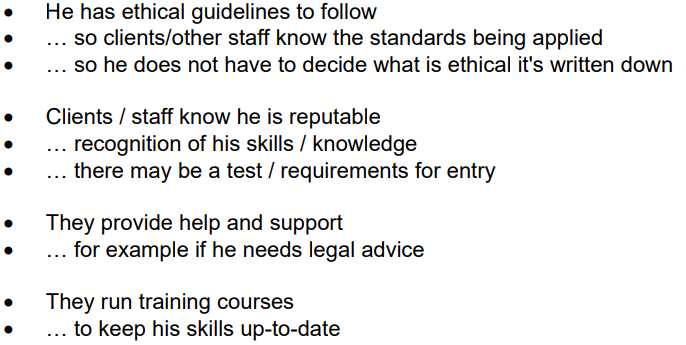 • He has ethical guidelines to follow
• … so clients/other staff know the standards being applied
• … so he does not have to decide what is ethical it's written down
• Clients / staff know he is reputable
• … recognition of his skills / knowledge
• … there may be a test / requirements for entry
• They provide help and support
• … for example if he needs legal advice
• They run training courses
• … to keep his skills up-to-date